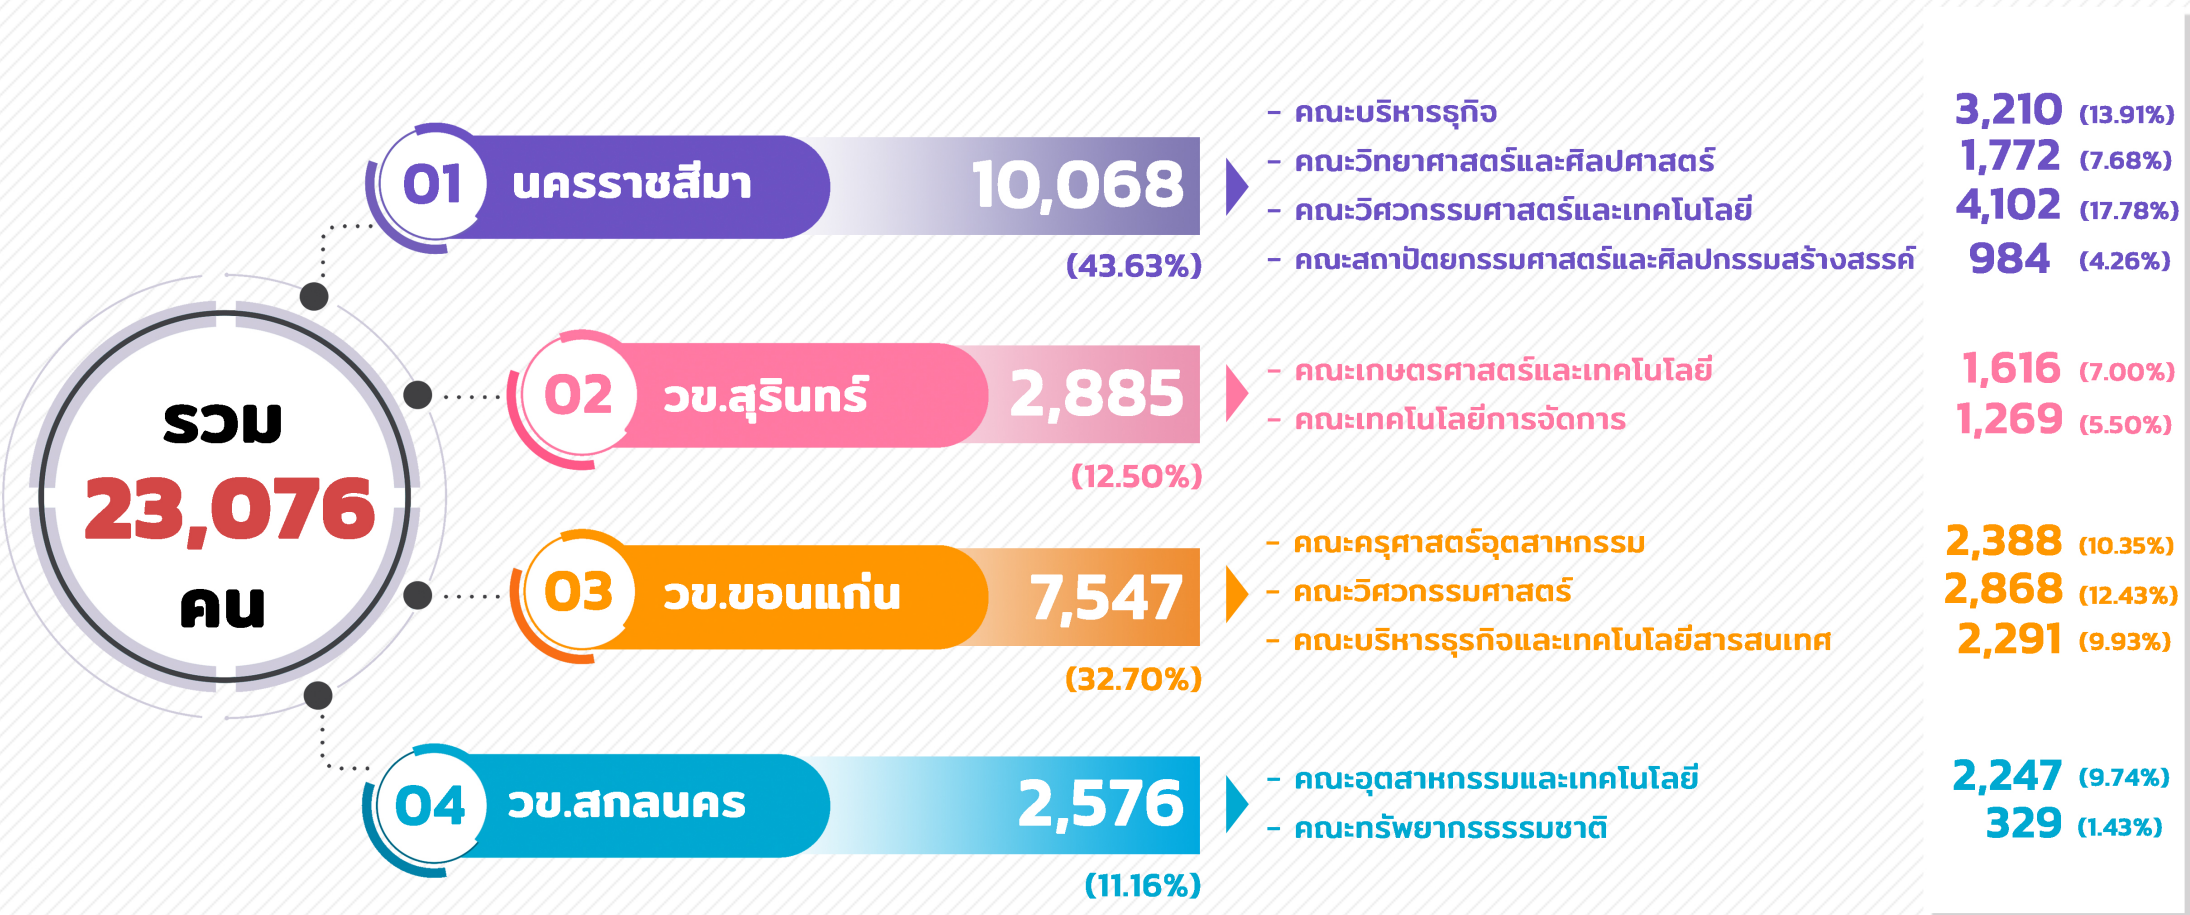 รวม
23,076
คน
01 นครราชสีมา 10,068
(43.63%)
- คณะบริหารธุกิจ 3,210 (13.91%)
- คณะวิทยาศาสตร์และศิลปศาสตร์ 1,772 (7.68%)
- คณะวิศวกรรมศาสตร์และเทคโนโลยี 4,102 (17.78%)
- คณะสถาปัตยกรรมศาสตร์และศิลปกรรมสร้างสรรค์ 984 (4.26%)
02 วข.สุรินทร์ 2,885
(12.50%)
- คณะเกษตรศาสตร์และเทคโนโลยี 1,616 (7.00%)
- คณะเทคโนโลยีการจัดการ 1,269 (5.50%)
03 วข.ขอนแก่น 7,547
(32.70%)
- คณะครุศาสตร์อุตสาหกรรม 2,388 (10.35%)
- คณะวิศวกรรมศาสตร์ 2,868 (12.43%)
- คณะบริหารธุรกิจและเทคโนโลยีสารสนเทศ 2,291 (9.93%)
04 วข.สกลนคร 2,576
(11.16%)
- คณะอุตสาหกรรมและเทคโนโลยี 2,247 (9.74%)
- คณะทรัพยากรธรรมชาติ 329 (1.43%)